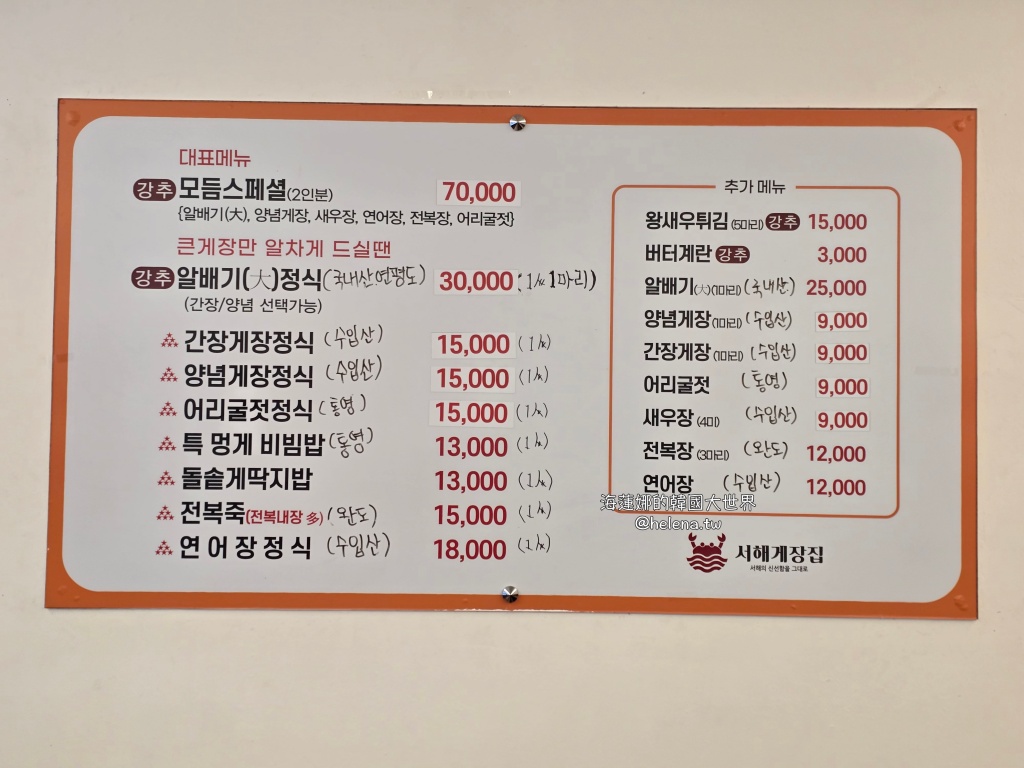 대표메뉴
강추 모듬스페셜(2인분) 70,000
{알배기(大), 양념게장, 새우장, 연어장, 전복장, 어리굴젓}
큰게장만 알차게 드실땐
강추 알배기(大)정식(국내산 연평도) 30,000 (1人 1마리)
(간장/양념 선택가능)
간장게장정식 (수입산) 15,000 (1人)
양념게장정식 (수입산) 15,000 (1人)
어리굴젓정식 (통영) 15,000 (1人)
특 멍게 비빔밥 (통영) 13,000 (1人)
돌솥게딱지밥 13,000 (1人)
전복죽(전복내장 多) (완도) 15,000 (1人)
연어장정식 (수입산) 18,000 (1人)
추가 메뉴
왕새우튀김 (5마리) 강추 15,000
버터계란 강추 3,000
알배기(大)(1마리) (국내산) 25,000
양념게장 (1마리) (수입산) 9,000
간장게장 (1마리) (수입산) 9,000
어리굴젓 (통영) 9,000
새우장 (4미) (수입산) 9,000
전복장 (3마리) (완도) 12,000
연어장 (수입산) 12,000
海蓮娜的韓國大世界
@helena.tw
서해게장집
서해의 신선함을 그대로